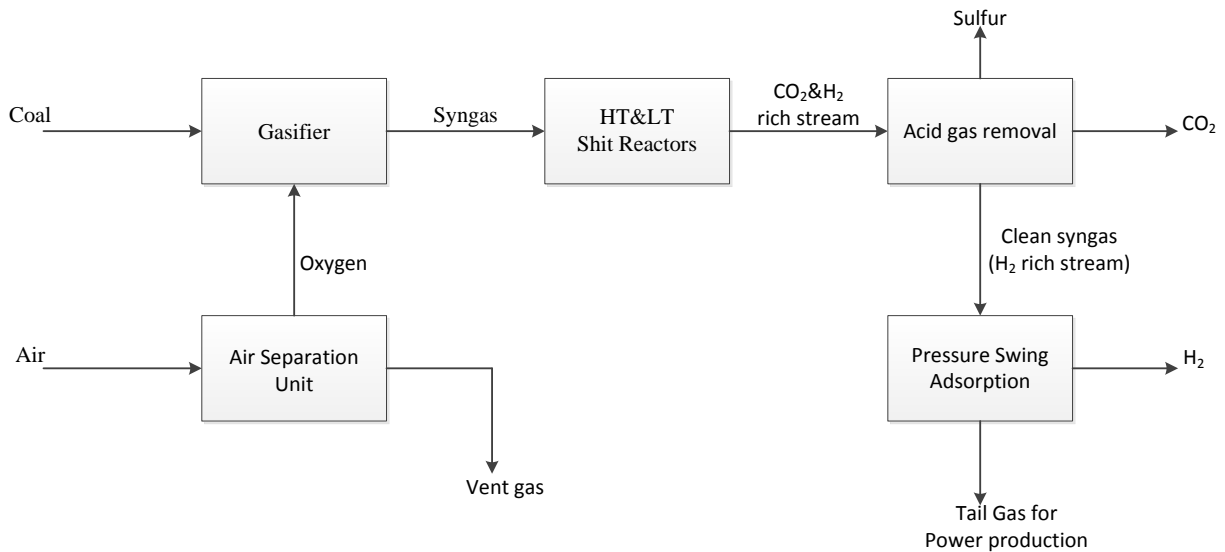 Sulfur
Coal
Gasifier
Syngas
HT&LT
Shit Reactors
CO₂&H₂
rich stream
Acid gas removal
CO₂
Oxygen
Clean syngas
(H₂ rich stream)
Air
Air Separation
Unit
Vent gas
Pressure Swing
Adsorption
H₂
Tail Gas for
Power production